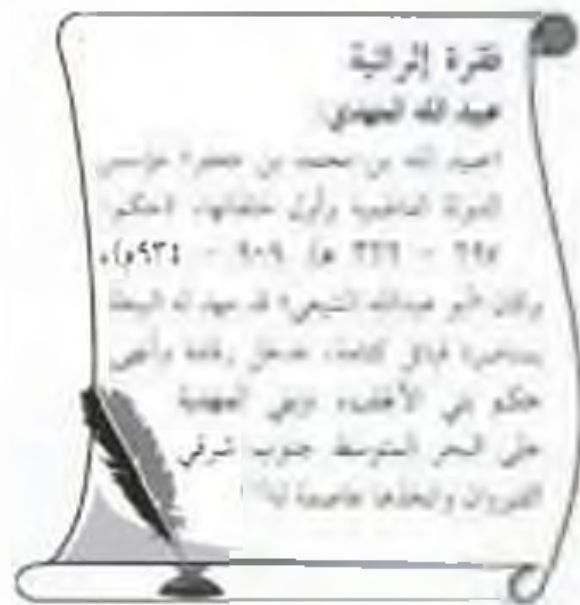 فقرة إثرائية
عبيد الله المهدي:
«عبيد الله بن محمد بن جعفر» مؤسس
الدولة الفاطمية وأول خلفائها، (حكم
٢٩٧ - ٣٢٢ هـ/ ٩٠٩ - ٩٣٤م)،
وكان «أبو عبدالله الشيعي» قد مهد له
قبائل كتامة، فدخل رقادة وأنهى
حكم بني الأغلب، وبنى المهدية
على البحر المتوسط جنوب شرقي
القيروان واتخذها عاصمة له